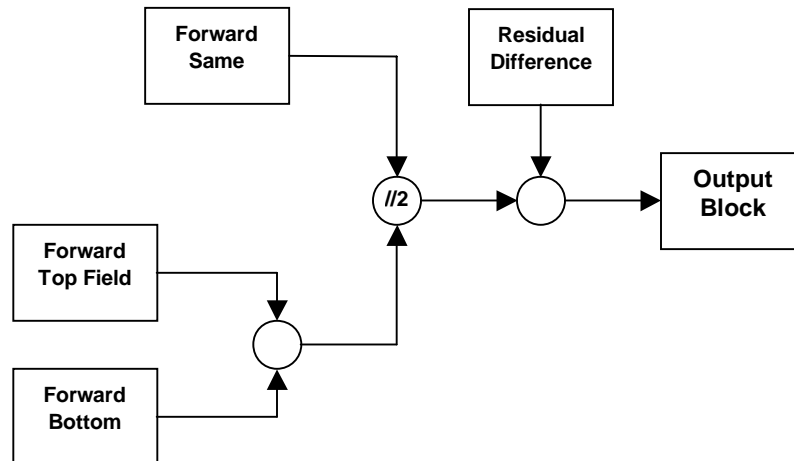 Forward
Same
Residual
Difference
//2
Output
Block
Forward
Top Field
Forward
Bottom